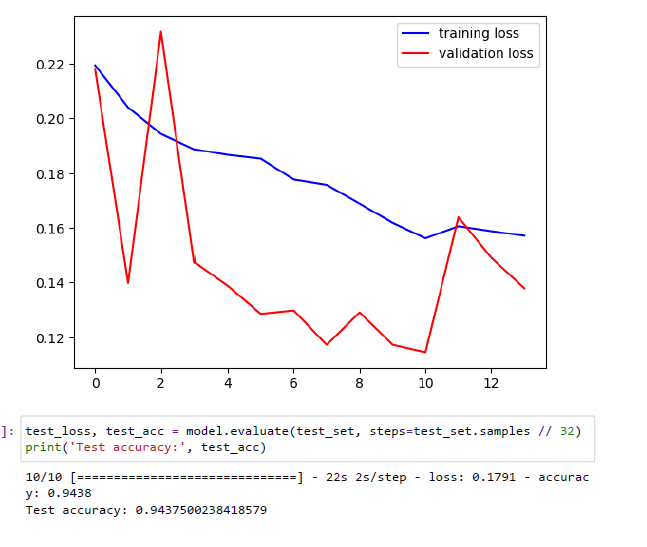 training loss
validation loss
0.22
0.20
0.18
0.16
0.14
0.12
0 2 4 6 8 10 12
]: test_loss, test_acc = model.evaluate(test_set, steps=test_set.samples // 32)
print('Test accuracy:', test_acc)
10/10 [==============================] - 22s 2s/step - loss: 0.1791 - accurac
y: 0.9438
Test accuracy: 0.9437500238418579